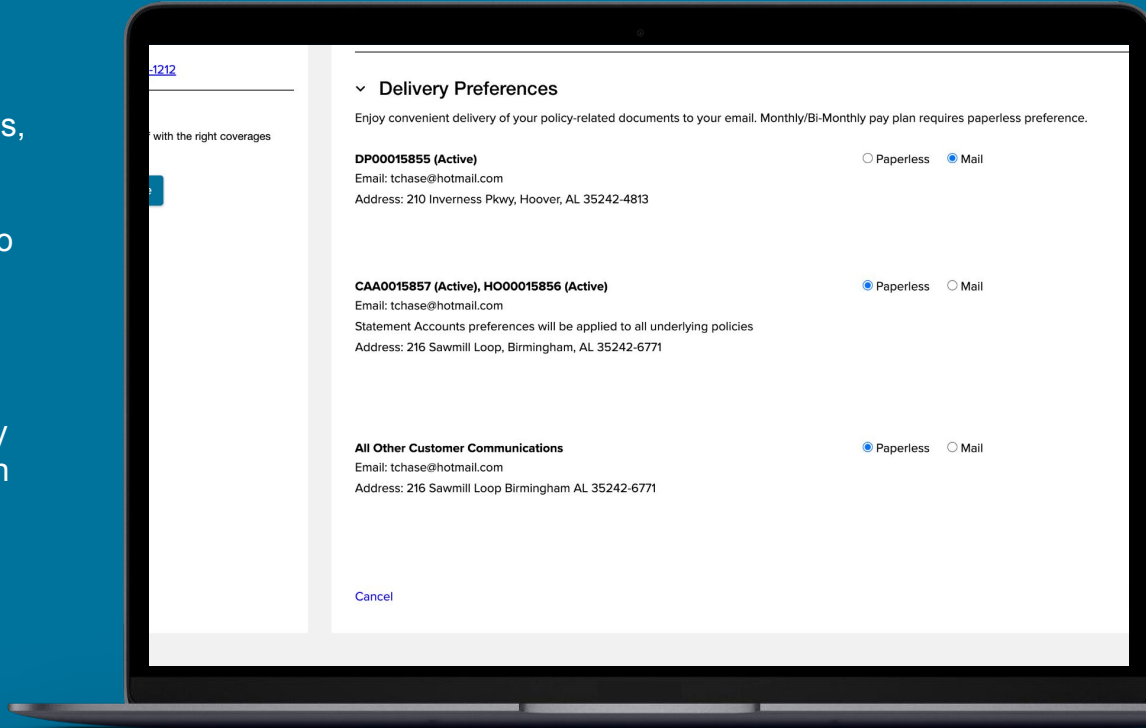 s,
o
y
n
-1212
with the right coverages
e
Delivery Preferences
Enjoy convenient delivery of your policy-related documents to your email. Monthly/Bi-Monthly pay plan requires paperless preference.
DP00015855 (Active) Paperless Mail
Email: tchase@hotmail.com
Address: 210 Inverness Pkwy, Hoover, AL 35242-4813
CAA0015857 (Active), HO00015856 (Active) Paperless Mail
Email: tchase@hotmail.com
Statement Accounts preferences will be applied to all underlying policies
Address: 216 Sawmill Loop, Birmingham, AL 35242-6771
All Other Customer Communications Paperless Mail
Email: tchase@hotmail.com
Address: 216 Sawmill Loop Birmingham AL 35242-6771
Cancel